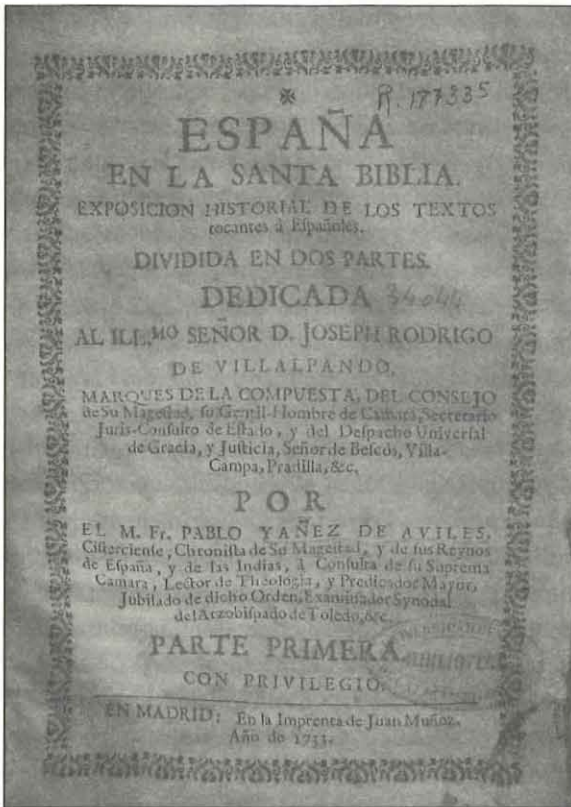 ✠ R. 177335
ESPAÑA
EN LA SANTA BIBLIA.
EXPOSICION HISTORIAL DE LOS TEXTOS
tocantes à Españoles.
DIVIDIDA EN DOS PARTES.
DEDICADA 34044
AL ILL.MO SEÑOR D. JOSEPH RODRIGO
DE VILLALPANDO,
MARQUES DE LA COMPUESTA, DEL CONSEJO
de Su Magestad, su Gentil-Hombre de Camara, Secretario
Juris-Consulto de Estado, y del Despacho Universal
de Gracia, y Justicia, Señor de Bescòs, Villa-
Campa, Pradilla, &c.
POR
EL M. Fr. PABLO YAÑEZ DE AVILES,
Cisterciense, Chronista de Su Magestad, y de sus Reynos
de España, y de las Indias, à Consulta de su Suprema
Camara, Lector de Theologia, y Predicador Mayor,
Jubilado de dicho Orden, Examinador Synodal
del Arzobispado de Toledo, &c.
PARTE PRIMERA.
CON PRIVILEGIO.
EN MADRID: En la Imprenta de Juan Muñoz.
Año de 1733.